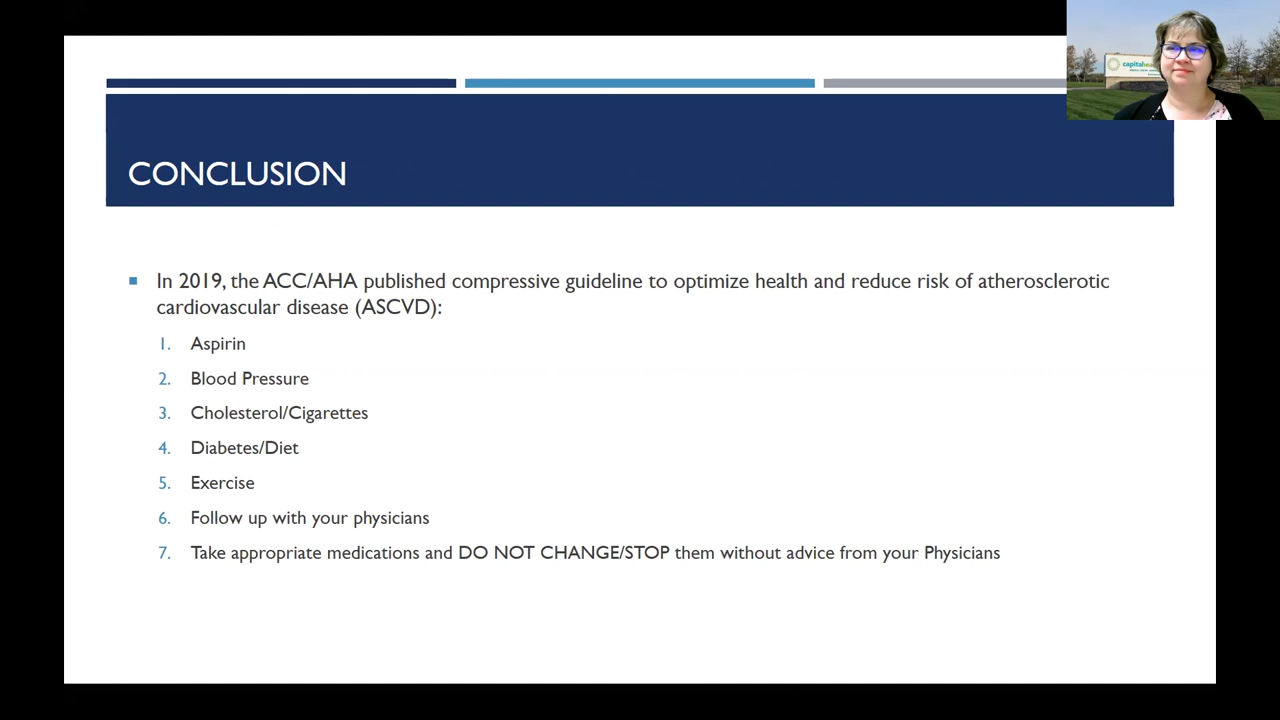 capitalhea
CONCLUSION
In 2019, the ACC/AHA published compressive guideline to optimize health and reduce risk of atherosclerotic
cardiovascular disease (ASCVD):
1. Aspirin
2. Blood Pressure
3. Cholesterol/Cigarettes
4. Diabetes/Diet
5. Exercise
6. Follow up with your physicians
7. Take appropriate medications and DO NOT CHANGE/STOP them without advice from your Physicians